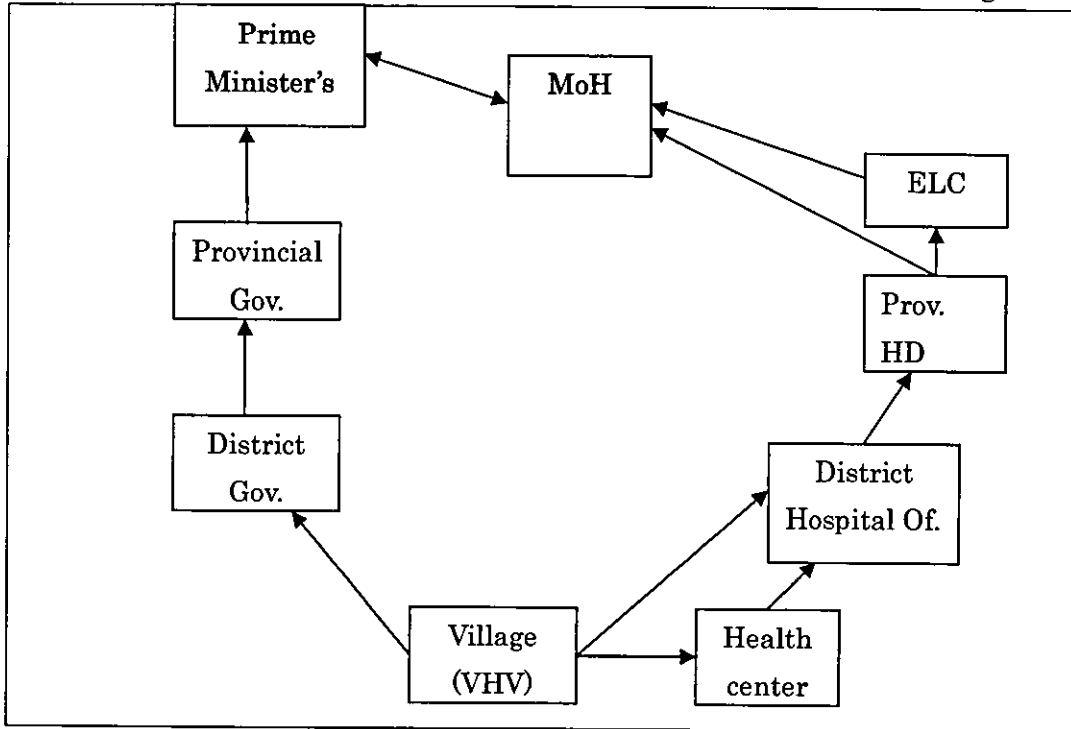 Prime
Minister's
MoH
ELC
Provincial
Gov.
Prov.
HD
District
Gov.
District
Hospital Of.
Village
(VHV)
Health
center